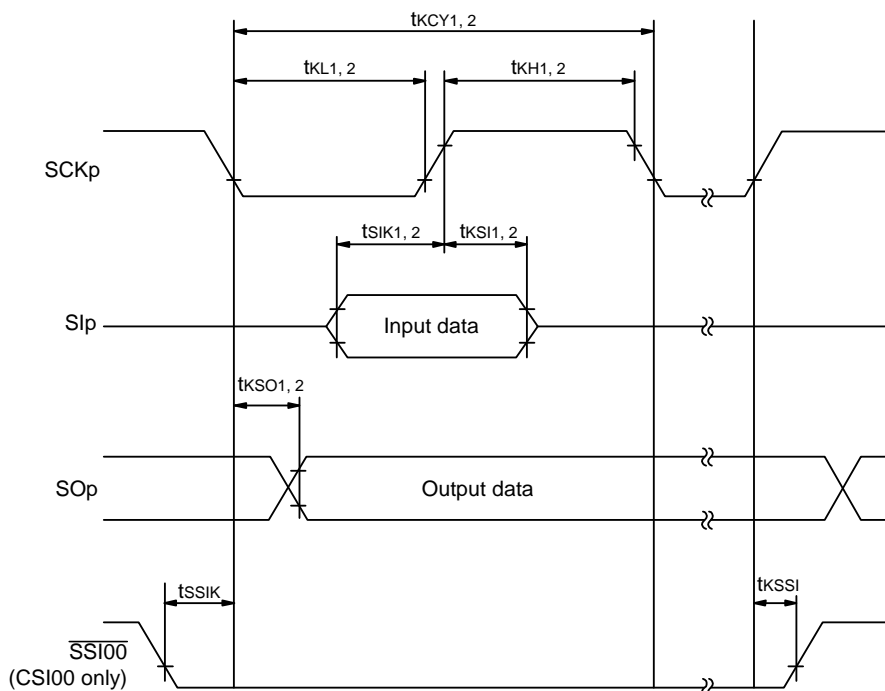 tKCY1, 2
tKL1, 2
tKH1, 2
SCKp
tSIK1, 2
tKSI1, 2
SIp
Input data
tKSO1, 2
SOp
Output data
tSSIK
tKSSI
SSI00
(CSI00 only)